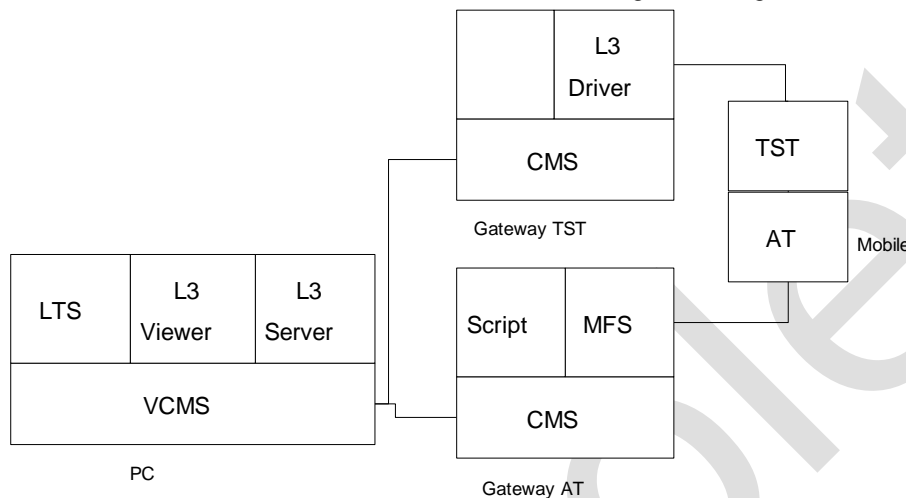 L3
Driver
CMS
Gateway TST
TST
AT
Mobile
LTS
L3
Viewer
L3
Server
VCMS
PC
Script
MFS
CMS
Gateway AT